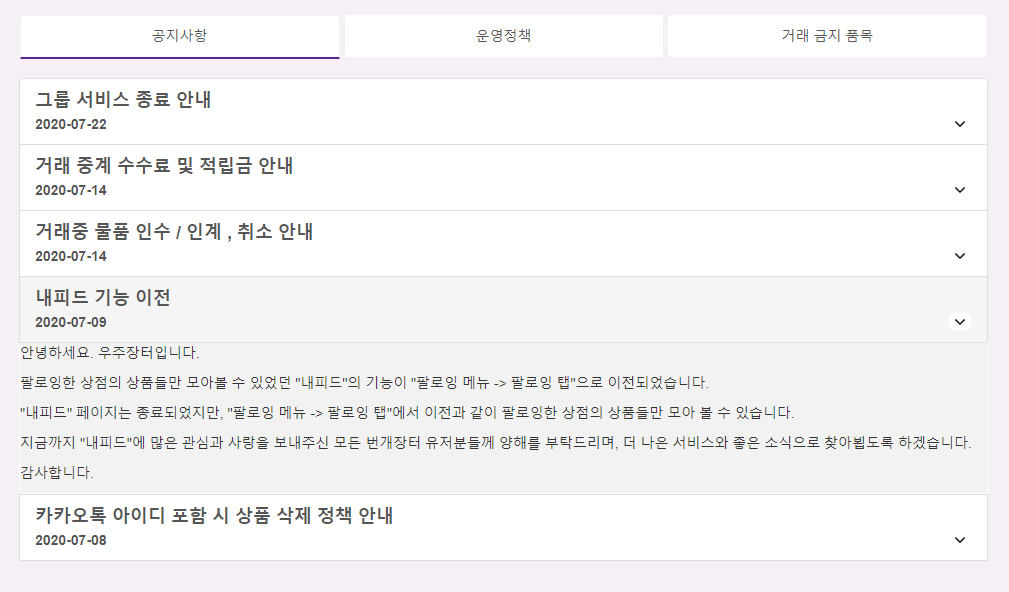 공지사항
운영정책
거래 금지 품목
그룹 서비스 종료 안내
2020-07-22
거래 중계 수수료 및 적립금 안내
2020-07-14
거래중 물품 인수 / 인계 , 취소 안내
2020-07-14
내피드 기능 이전
2020-07-09
안녕하세요. 우주장터입니다.
팔로잉한 상점의 상품들만 모아볼 수 있었던 "내피드"의 기능이 "팔로잉 메뉴 -> 팔로잉 탭"으로 이전되었습니다.
"내피드" 페이지는 종료되었지만, "팔로잉 메뉴 -> 팔로잉 탭"에서 이전과 같이 팔로잉한 상점의 상품들만 모아 볼 수 있습니다.
지금까지 "내피드"에 많은 관심과 사랑을 보내주신 모든 번개장터 유저분들께 양해를 부탁드리며, 더 나은 서비스와 좋은 소식으로 찾아뵙도록 하겠습니다.
감사합니다.
카카오톡 아이디 포함 시 상품 삭제 정책 안내
2020-07-08